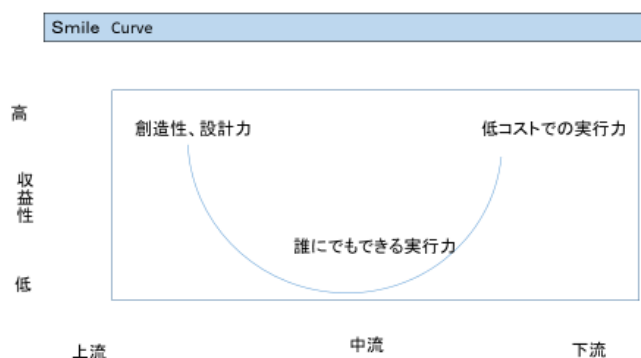 Smile Curve
高
創造性、設計力
低コストでの実行力
収益性
誰にでもできる実行力
低
上流
中流
下流